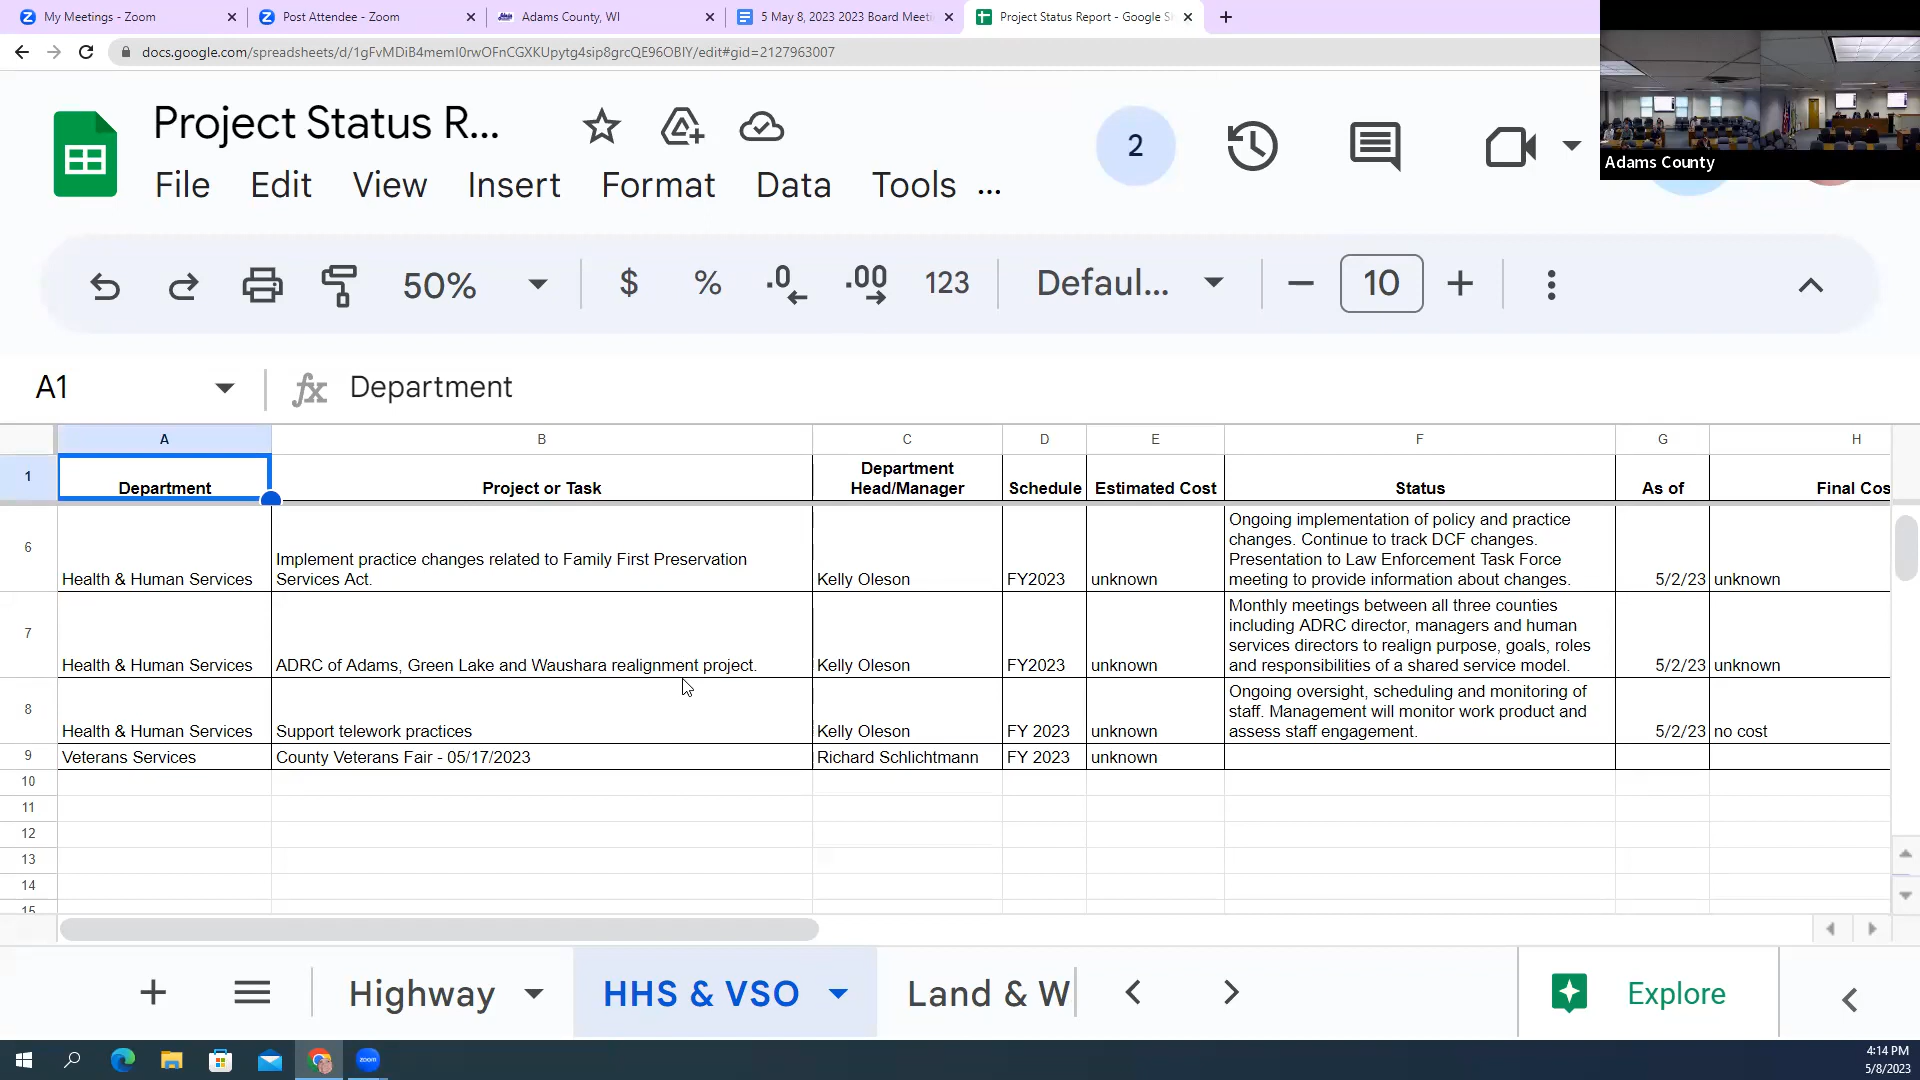 My Meetings - Zoom
Post Attendee - Zoom
Adams County, WI
5 May 8, 2023 2023 Board Meeti
Project Status Report - Google S
docs.google.com/spreadsheets/d/1gFvMDiB4memI0rwOFnCGXKUpytg4sip8grcQE96OBIY/edit#gid=2127963007
Adams County
Project Status R...
2
File Edit View Insert Format Data Tools ...
50% $ % .0 .00 123 Defaul... 10
A1 Department
A B C D E F G H
1 Department Project or Task Department Head/Manager Schedule Estimated Cost Status As of Final Cos
6 Health & Human Services
Implement practice changes related to Family First Preservation
Services Act.
Kelly Oleson FY2023 unknown
Ongoing implementation of policy and practice
changes. Continue to track DCF changes.
Presentation to Law Enforcement Task Force
meeting to provide information about changes.
5/2/23 unknown
7 Health & Human Services
ADRC of Adams, Green Lake and Waushara realignment project.
Kelly Oleson FY2023 unknown
Monthly meetings between all three counties
including ADRC director, managers and human
services directors to realign purpose, goals, roles
and responsibilities of a shared service model.
5/2/23 unknown
8 Health & Human Services
Support telework practices
Kelly Oleson FY 2023 unknown
Ongoing oversight, scheduling and monitoring of
staff. Management will monitor work product and
assess staff engagement.
5/2/23 no cost
9 Veterans Services County Veterans Fair - 05/17/2023 Richard Schlichtmann FY 2023 unknown
10
11
12
13
14
15
Highway HHS & VSO Land & W Explore
zoom
4:14 PM
5/8/2023